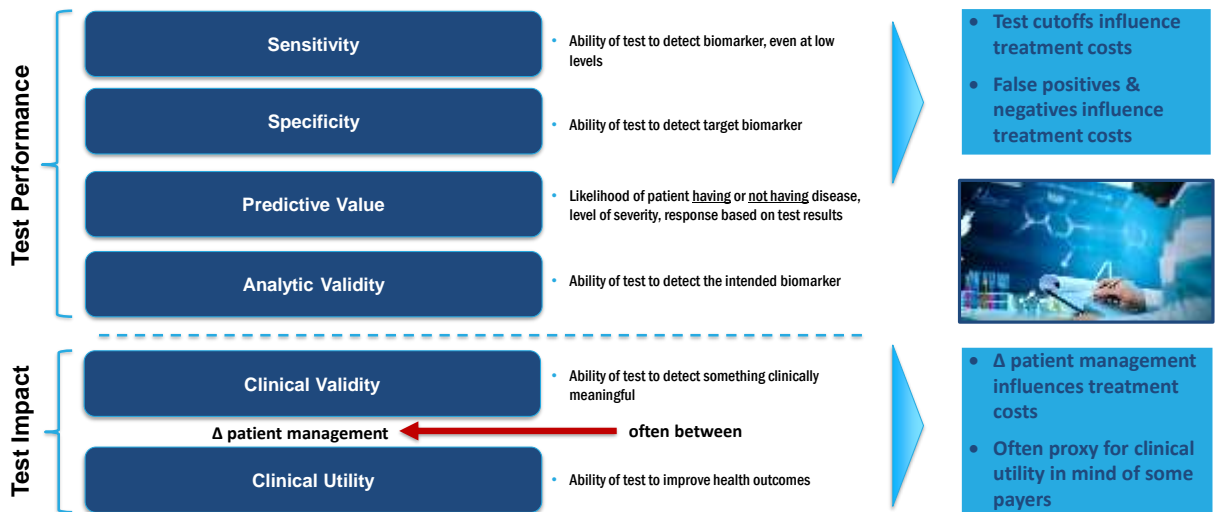 Test Performance
Sensitivity
• Ability of test to detect biomarker, even at low
levels
Specificity
• Ability of test to detect target biomarker
Predictive Value
• Likelihood of patient having or not having disease,
level of severity, response based on test results
Analytic Validity
• Ability of test to detect the intended biomarker
• Test cutoffs influence
treatment costs
• False positives &
negatives influence
treatment costs
Test Impact
Clinical Validity
• Ability of test to detect something clinically
meaningful
Δ patient management
often between
Clinical Utility
• Ability of test to improve health outcomes
• Δ patient management
influences treatment
costs
• Often proxy for clinical
utility in mind of some
payers